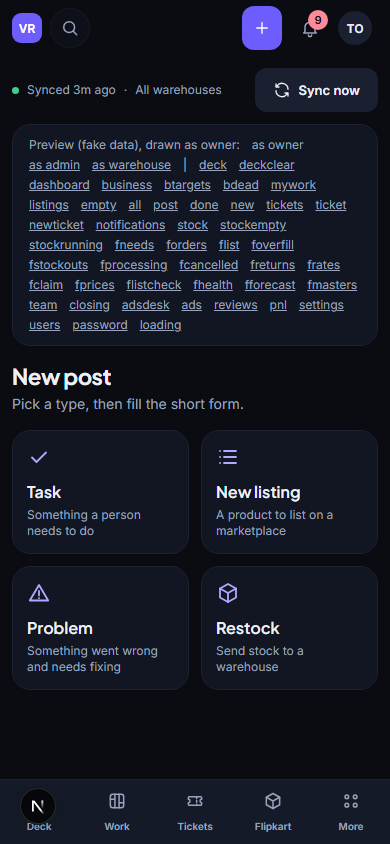 VR
9
TO
Synced 3m ago · All warehouses
Sync now
Preview (fake data), drawn as owner: as owner
as admin as warehouse | deck deckclear
dashboard business btargets bdead mywork
listings empty all post done new tickets ticket
newticket notifications stock stockempty
stockrunning fneeds forders flist foverfill
fstockouts fprocessing fcancelled freturns frates
fclaim fprices flistcheck fhealth fforecast fmasters
team closing adsdesk ads reviews pnl settings
users password loading
New post
Pick a type, then fill the short form.
Task
Something a person
needs to do
New listing
A product to list on a
marketplace
Problem
Something went wrong
and needs fixing
Restock
Send stock to a
warehouse
N
Deck Work Tickets Flipkart More